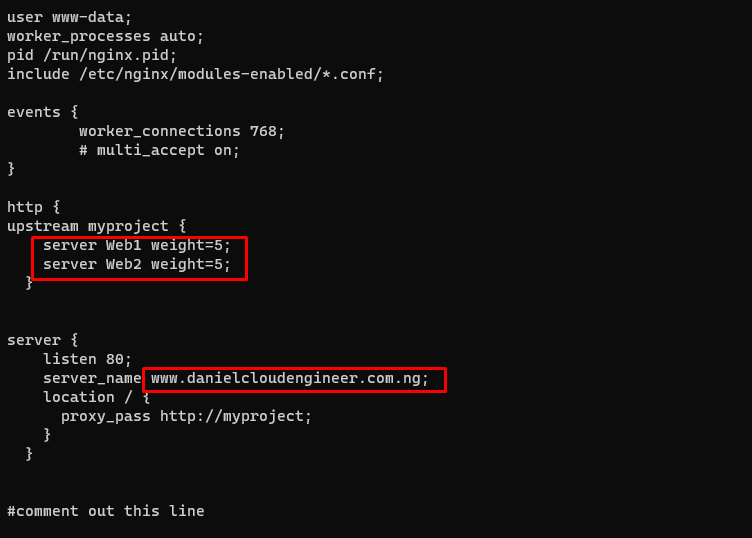 user www-data;
worker_processes auto;
pid /run/nginx.pid;
include /etc/nginx/modules-enabled/*.conf;
events {
worker_connections 768;
# multi_accept on;
}
http {
upstream myproject {
server Web1 weight=5;
server Web2 weight=5;
}
server {
listen 80;
server_name www.danielcloudengineer.com.ng;
location / {
proxy_pass http://myproject;
}
}
#comment out this line